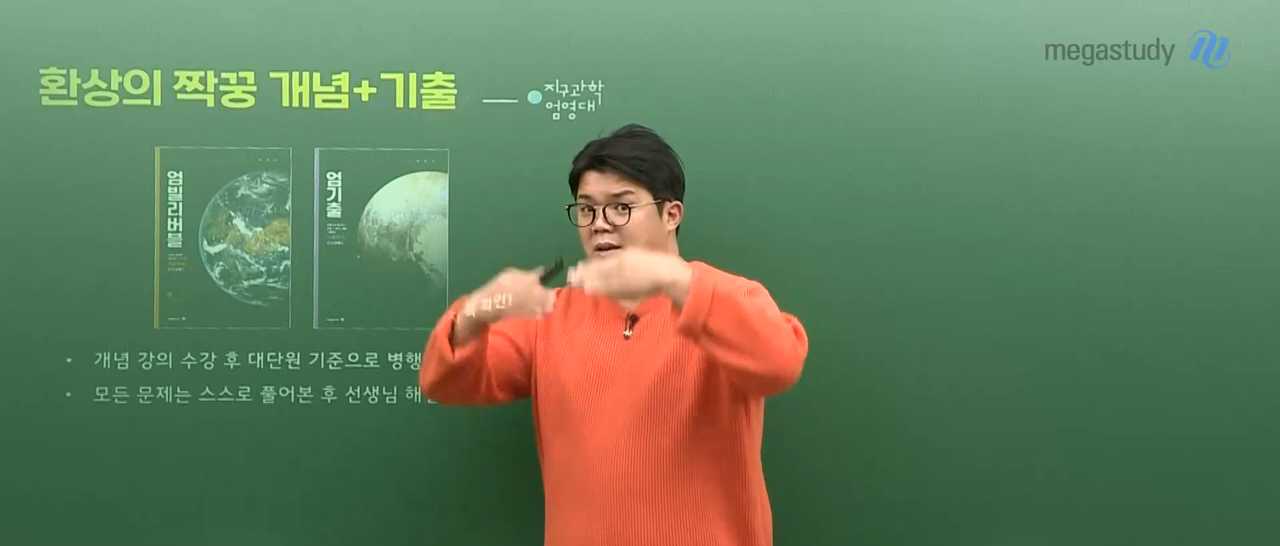 megastudy
환상의 짝꿍 개념+기출
지구과학
엄영대
엄빌리버블
엄기출
• 개념 강의 수강 후 대단원 기준으로 병행
• 모든 문제는 스스로 풀어본 후 선생님 해
확인!